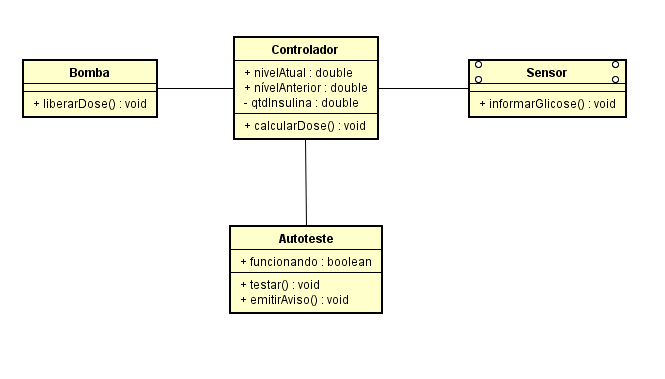 Controlador
+ nivelAtual : double
+ nívelAnterior : double
- qtdInsulina : double
+ calcularDose() : void
Bomba
+ liberarDose() : void
Sensor
+ informarGlicose() : void
Autoteste
+ funcionando : boolean
+ testar() : void
+ emitirAviso() : void